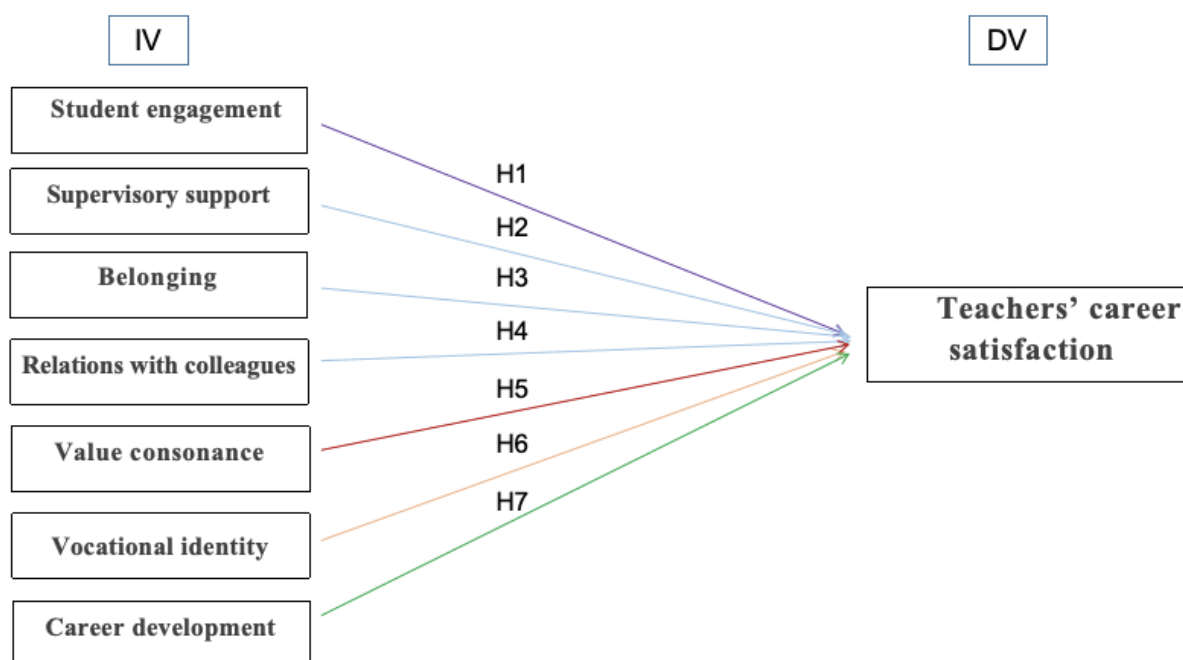 IV
DV
Student engagement
H1
Supervisory support
H2
Belonging
H3
Relations with colleagues
H4
Teachers’ career
satisfaction
H5
Value consonance
H6
Vocational identity
H7
Career development